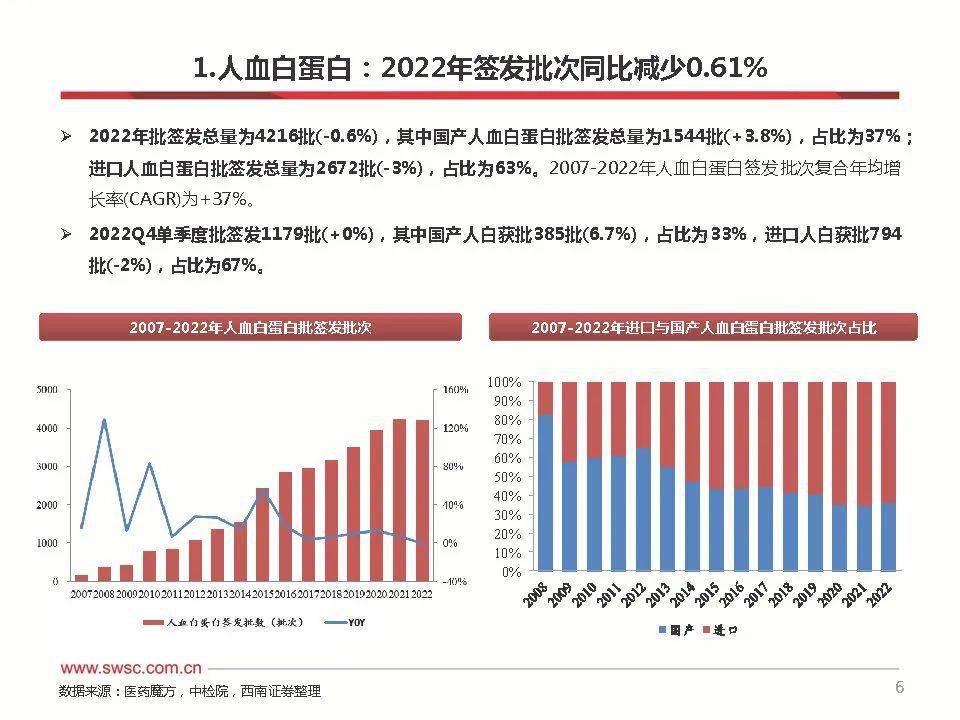 1.人血白蛋白：2022年签发批次同比减少0.61%
➢ 2022年批签发总量为4216批(-0.6%)，其中国产人血白蛋白批签发总量为1544批(+3.8%)，占比为37%；
进口人血白蛋白批签发总量为2672批(-3%)，占比为63%。2007-2022年人血白蛋白签发批次复合年均增
长率(CAGR)为+37%。
➢ 2022Q4单季度批签发1179批(+0%)，其中国产人白获批385批(6.7%)，占比为33%，进口人白获批794
批(-2%)，占比为67%。
2007-2022年人血白蛋白批签发批次
5000
4000
3000
2000
1000
0
160%
120%
80%
40%
0%
-40%
2007 2008 2009 2010 2011 2012 2013 2014 2015 2016 2017 2018 2019 2020 2021 2022
人血白蛋白签发批数（批次）
YOY
2007-2022年进口与国产人血白蛋白批签发批次占比
100%
90%
80%
70%
60%
50%
40%
30%
20%
10%
0%
2008 2009 2010 2011 2012 2013 2014 2015 2016 2017 2018 2019 2020 2021 2022
国产 进口
www.swsc.com.cn
数据来源：医药魔方，中检院，西南证券整理
6